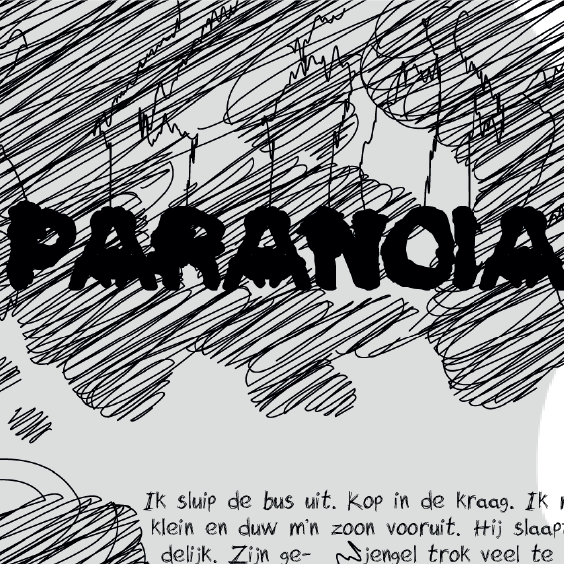 PARANOIA
Ik sluip de bus uit. Kop in de kraag. Ik
klein en duw m'n zoon vooruit. Hij slaapt
delijk. Zijn ge- jengel trok veel te